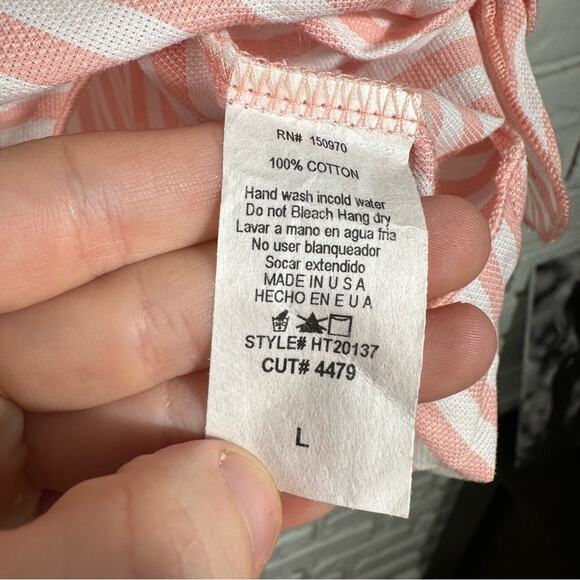 RN# 150970
100% COTTON
Hand wash incold water
Do not Bleach Hang dry
Lavar a mano en agua fria
No user blanqueador
Socar extendido
MADE IN U S A
HECHO EN E U A
STYLE# HT20137
CUT# 4479
L